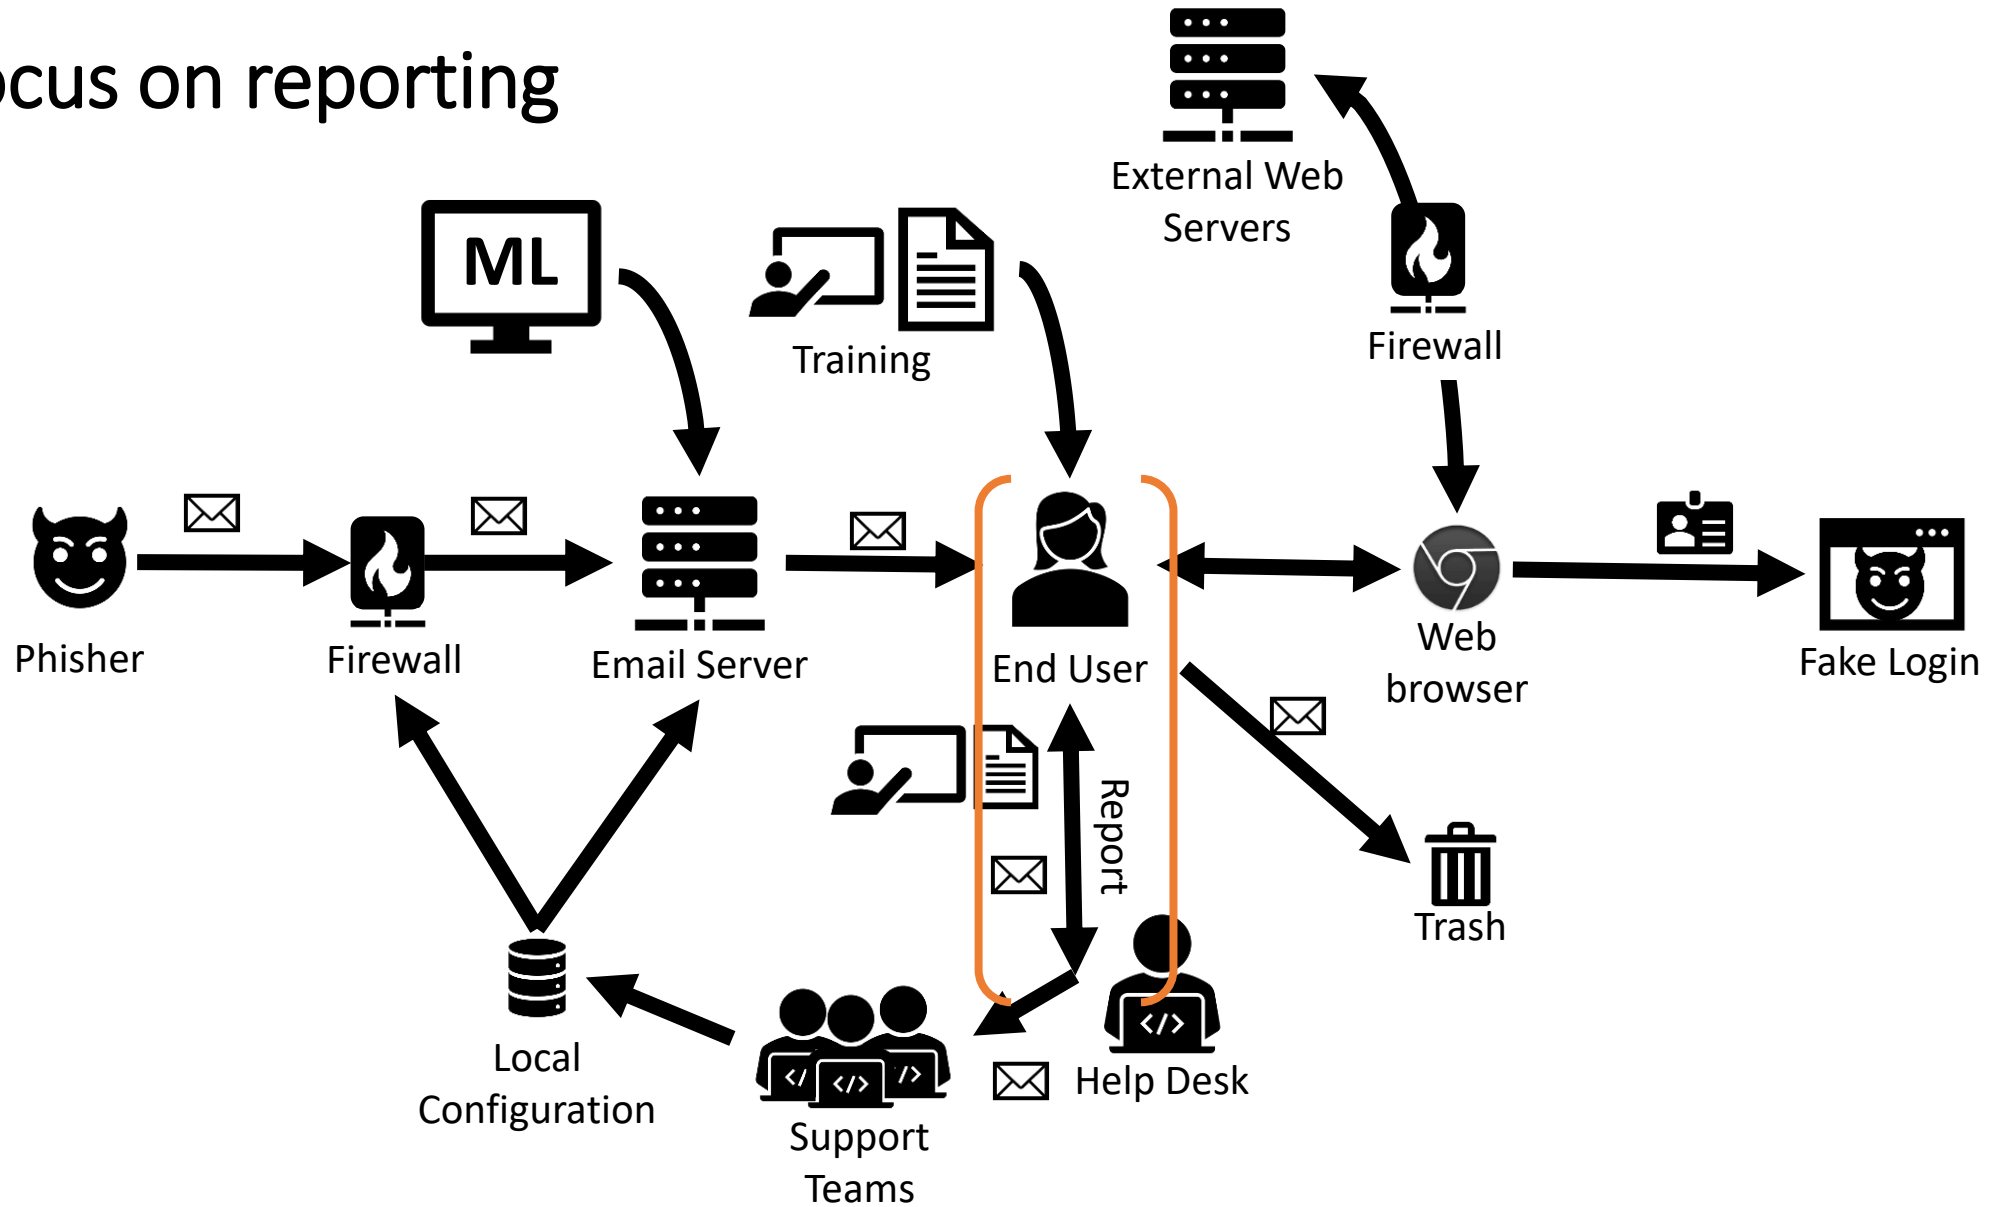 ocus on reporting
External Web
Servers
ML
Training
Firewall
Phisher
Firewall
Email Server
End User
Web
browser
Fake Login
Report
Trash
Local
Configuration
</>
</>
</>
</>
Help Desk
Support
Teams